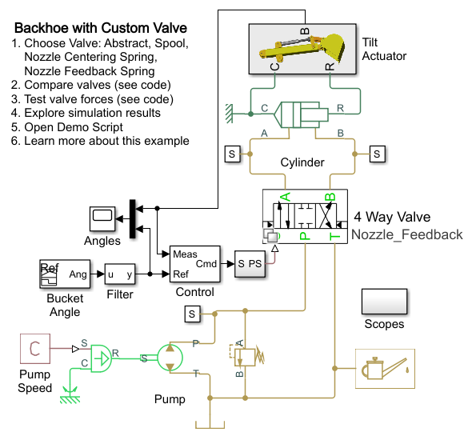 Backhoe with Custom Valve
1. Choose Valve: Abstract, Spool,
Nozzle Centering Spring,
Nozzle Feedback Spring
2. Compare valves (see code)
3. Test valve forces (see code)
4. Explore simulation results
5. Open Demo Script
6. Learn more about this example
B
C
R
Tilt
Actuator
C
R
A
B
S
S
Cylinder
A
B
P
T
4 Way Valve
Nozzle_Feedback
Angles
Meas
Ref
Cmd
Control
S PS
Ref
Ang
Bucket
Angle
u y
Filter
Scopes
S
C
Pump
Speed
S
C
R
S
P
T
Pump
A
B